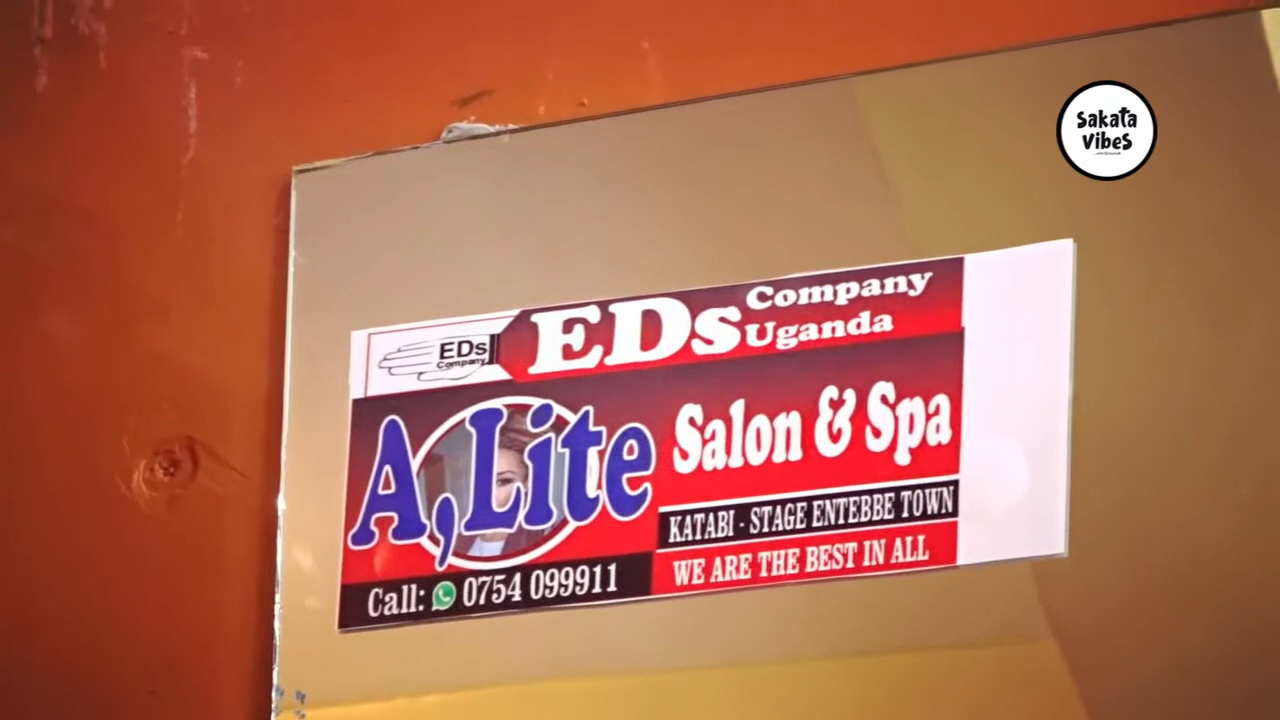 Sakata
Vibes
EDs
Company
EDs
Company
Uganda
A,Lite
Salon & Spa
KATABI - STAGE ENTEBBE TOWN
WE ARE THE BEST IN ALL
Call: 0754 099911